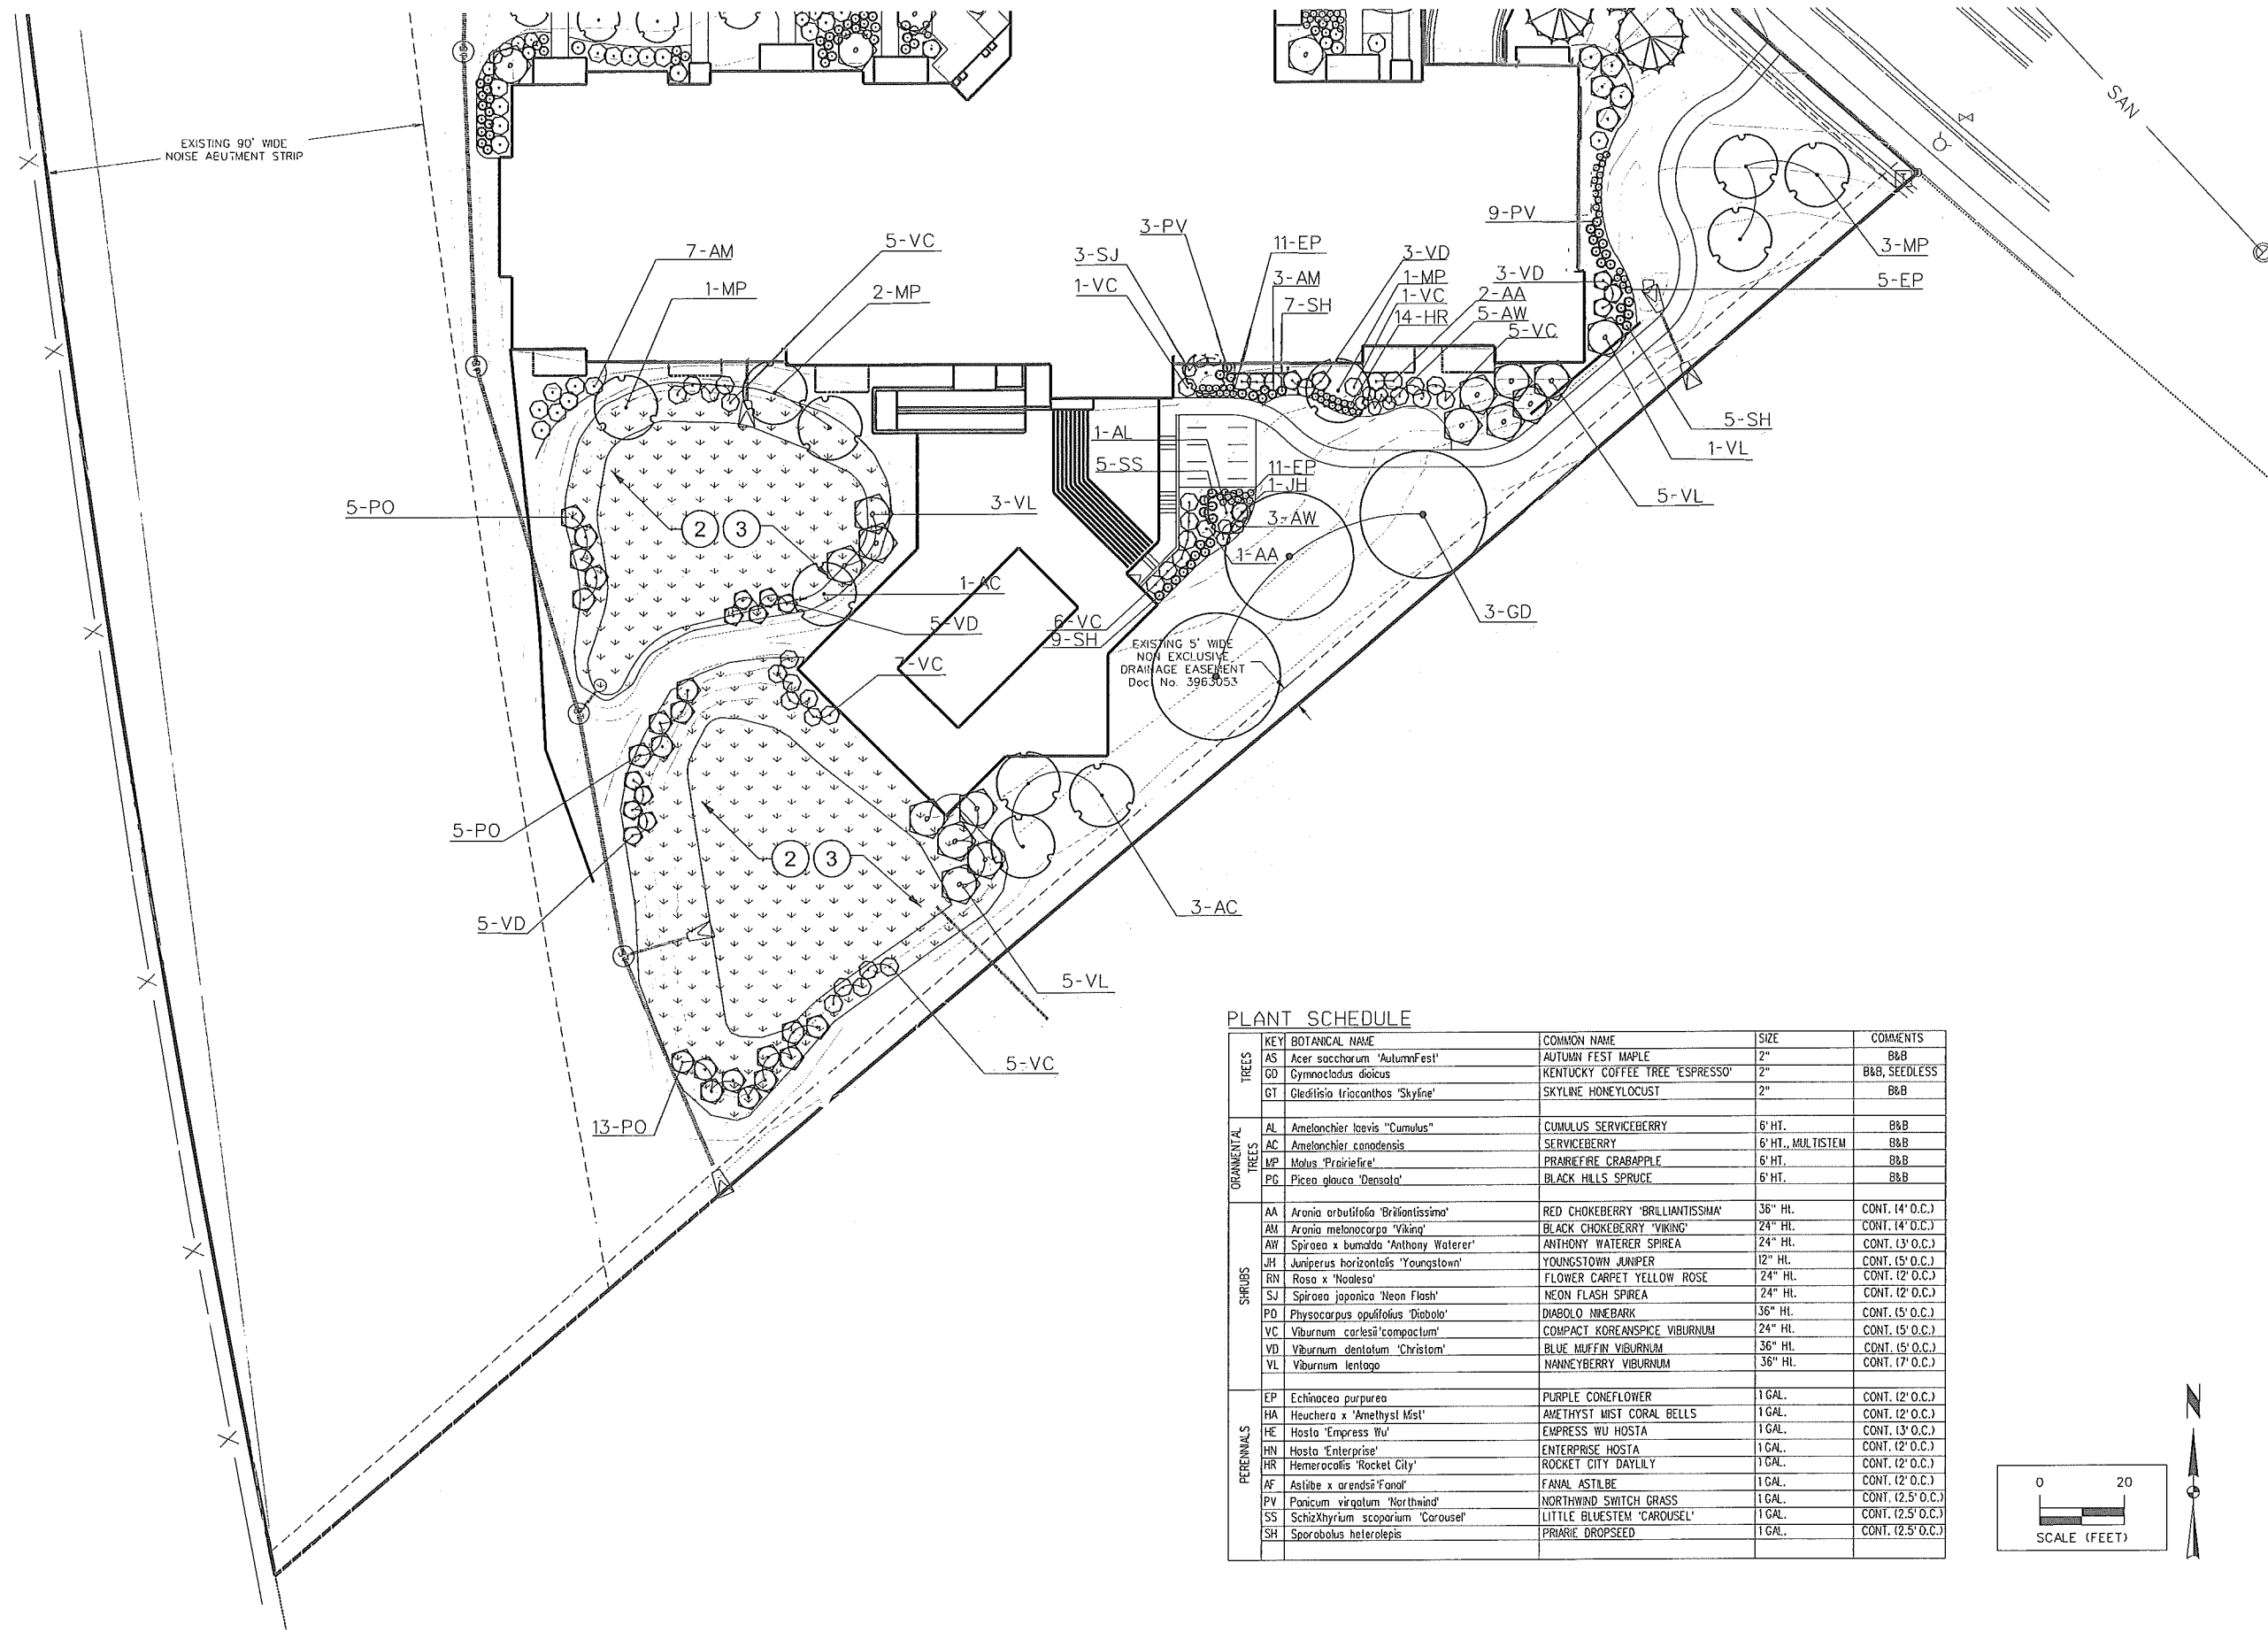 SAN
EXISTING 90' WIDE
NOISE AEUTMENT STRIP
7-AM
1-MP
5-VC
2-MP
3-PV
3-SJ
1-VC
11-EP
3-AM
7-SH
3-VD
1-MP
1-VC
14-HR
9-PV
3-VD
2-AA
5-AW
5-VC
3-MP
5-EP
5-SH
1-VL
5-VL
5-PO
2
3
3-VL
1-AL
5-SS
11-EP
1-JH
3-AW
1-AA
1-AC
5-VD
6-VC
9-SH
7-VC
3-GD
EXISTING 5' WIDE
NON EXCLUSIVE
DRAINAGE EASEMENT
Doc. No. 3963053
5-PO
2
3
5-VD
3-AC
5-VL
5-VC
13-PO
PLANT SCHEDULE
KEY BOTANICAL NAME COMMON NAME SIZE COMMENTS
TREES
AS Acer saccharum 'AutumnFest' AUTUMN FEST MAPLE 2" B&B
GD Gymnocladus dioicus KENTUCKY COFFEE TREE 'ESPRESSO' 2" B&B, SEEDLESS
GT Gleditisia triacanthos 'Skyline' SKYLINE HONEYLOCUST 2" B&B
ORANMENTAL
TREES
AL Amelanchier laevis "Cumulus" CUMULUS SERVICEBERRY 6' HT. B&B
AC Amelanchier canadensis SERVICEBERRY 6' HT., MULTISTEM B&B
MP Malus 'Prairiefire' PRAIRIEFIRE CRABAPPLE 6' HT. B&B
PG Picea glauca 'Densata' BLACK HILLS SPRUCE 6' HT. B&B
SHRUBS
AA Aronia arbutifolia 'Brilliantissima' RED CHOKEBERRY 'BRILLIANTISSIMA' 36" Ht. CONT. (4' O.C.)
AM Aronia melanocarpa 'Viking' BLACK CHOKEBERRY 'VIKING' 24" Ht. CONT. (4' O.C.)
AW Spiraea x bumalda 'Anthony Waterer' ANTHONY WATERER SPIREA 24" Ht. CONT. (3' O.C.)
JH Juniperus horizontalis 'Youngstown' YOUNGSTOWN JUNIPER 12" Ht. CONT. (5' O.C.)
RN Rosa x 'Noalesa' FLOWER CARPET YELLOW ROSE 24" Ht. CONT. (2' O.C.)
SJ Spiraea japonica 'Neon Flash' NEON FLASH SPIREA 24" Ht. CONT. (2' O.C.)
PO Physocarpus opulifolius 'Diabolo' DIABOLO NINEBARK 36" Ht. CONT. (5' O.C.)
VC Viburnum carlesii 'compactum' COMPACT KOREANSPICE VIBURNUM 24" Ht. CONT. (5' O.C.)
VD Viburnum dentatum 'Christom' BLUE MUFFIN VIBURNUM 36" Ht. CONT. (5' O.C.)
VL Viburnum lentago NANNEYBERRY VIBURNUM 36" Ht. CONT. (7' O.C.)
PERENNIALS
EP Echinacea purpurea PURPLE CONEFLOWER 1 GAL. CONT. (2' O.C.)
HA Heuchera x 'Amethyst Mist' AMETHYST MIST CORAL BELLS 1 GAL. CONT. (2' O.C.)
HE Hosta 'Empress Wu' EMPRESS WU HOSTA 1 GAL. CONT. (3' O.C.)
HN Hosta 'Enterprise' ENTERPRISE HOSTA 1 GAL. CONT. (2' O.C.)
HR Hemerocallis 'Rocket City' ROCKET CITY DAYLILY 1 GAL. CONT. (2' O.C.)
AF Astilbe x arendsii 'Fanal' FANAL ASTILBE 1 GAL. CONT. (2' O.C.)
PV Panicum virgatum 'Northwind' NORTHWIND SWITCH GRASS 1 GAL. CONT. (2.5' O.C.)
SS SchizXhyrium scoparium 'Carousel' LITTLE BLUESTEM 'CAROUSEL' 1 GAL. CONT. (2.5' O.C.)
SH Sporobolus heterolepis PRIARIE DROPSEED 1 GAL. CONT. (2.5' O.C.)
0 20
SCALE (FEET)
N